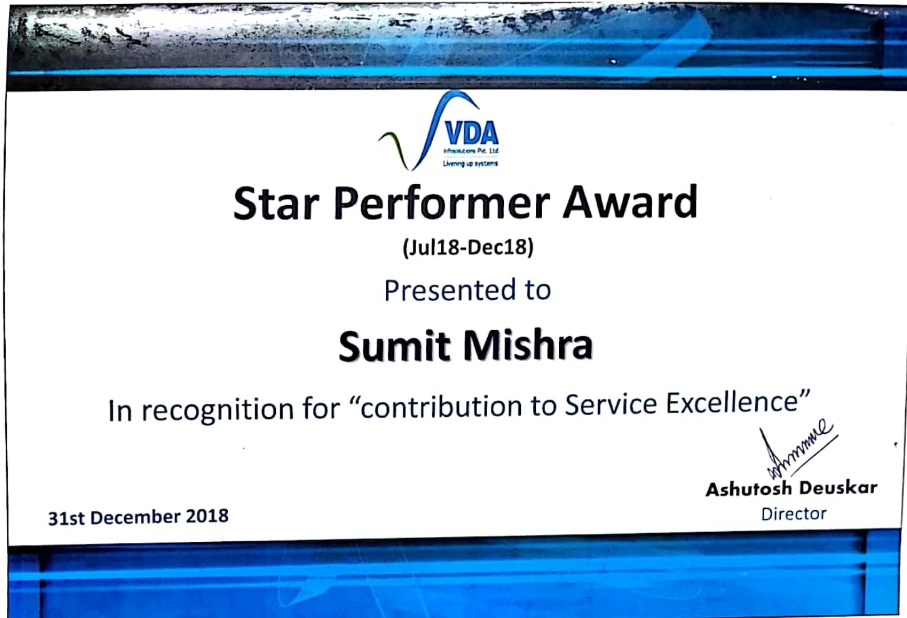 VDA
Infrasolutions Pvt. Ltd
Livening up systems
Star Performer Award
(Jul18-Dec18)
Presented to
Sumit Mishra
In recognition for “contribution to Service Excellence”
Ashutosh Deuskar
Director
31st December 2018